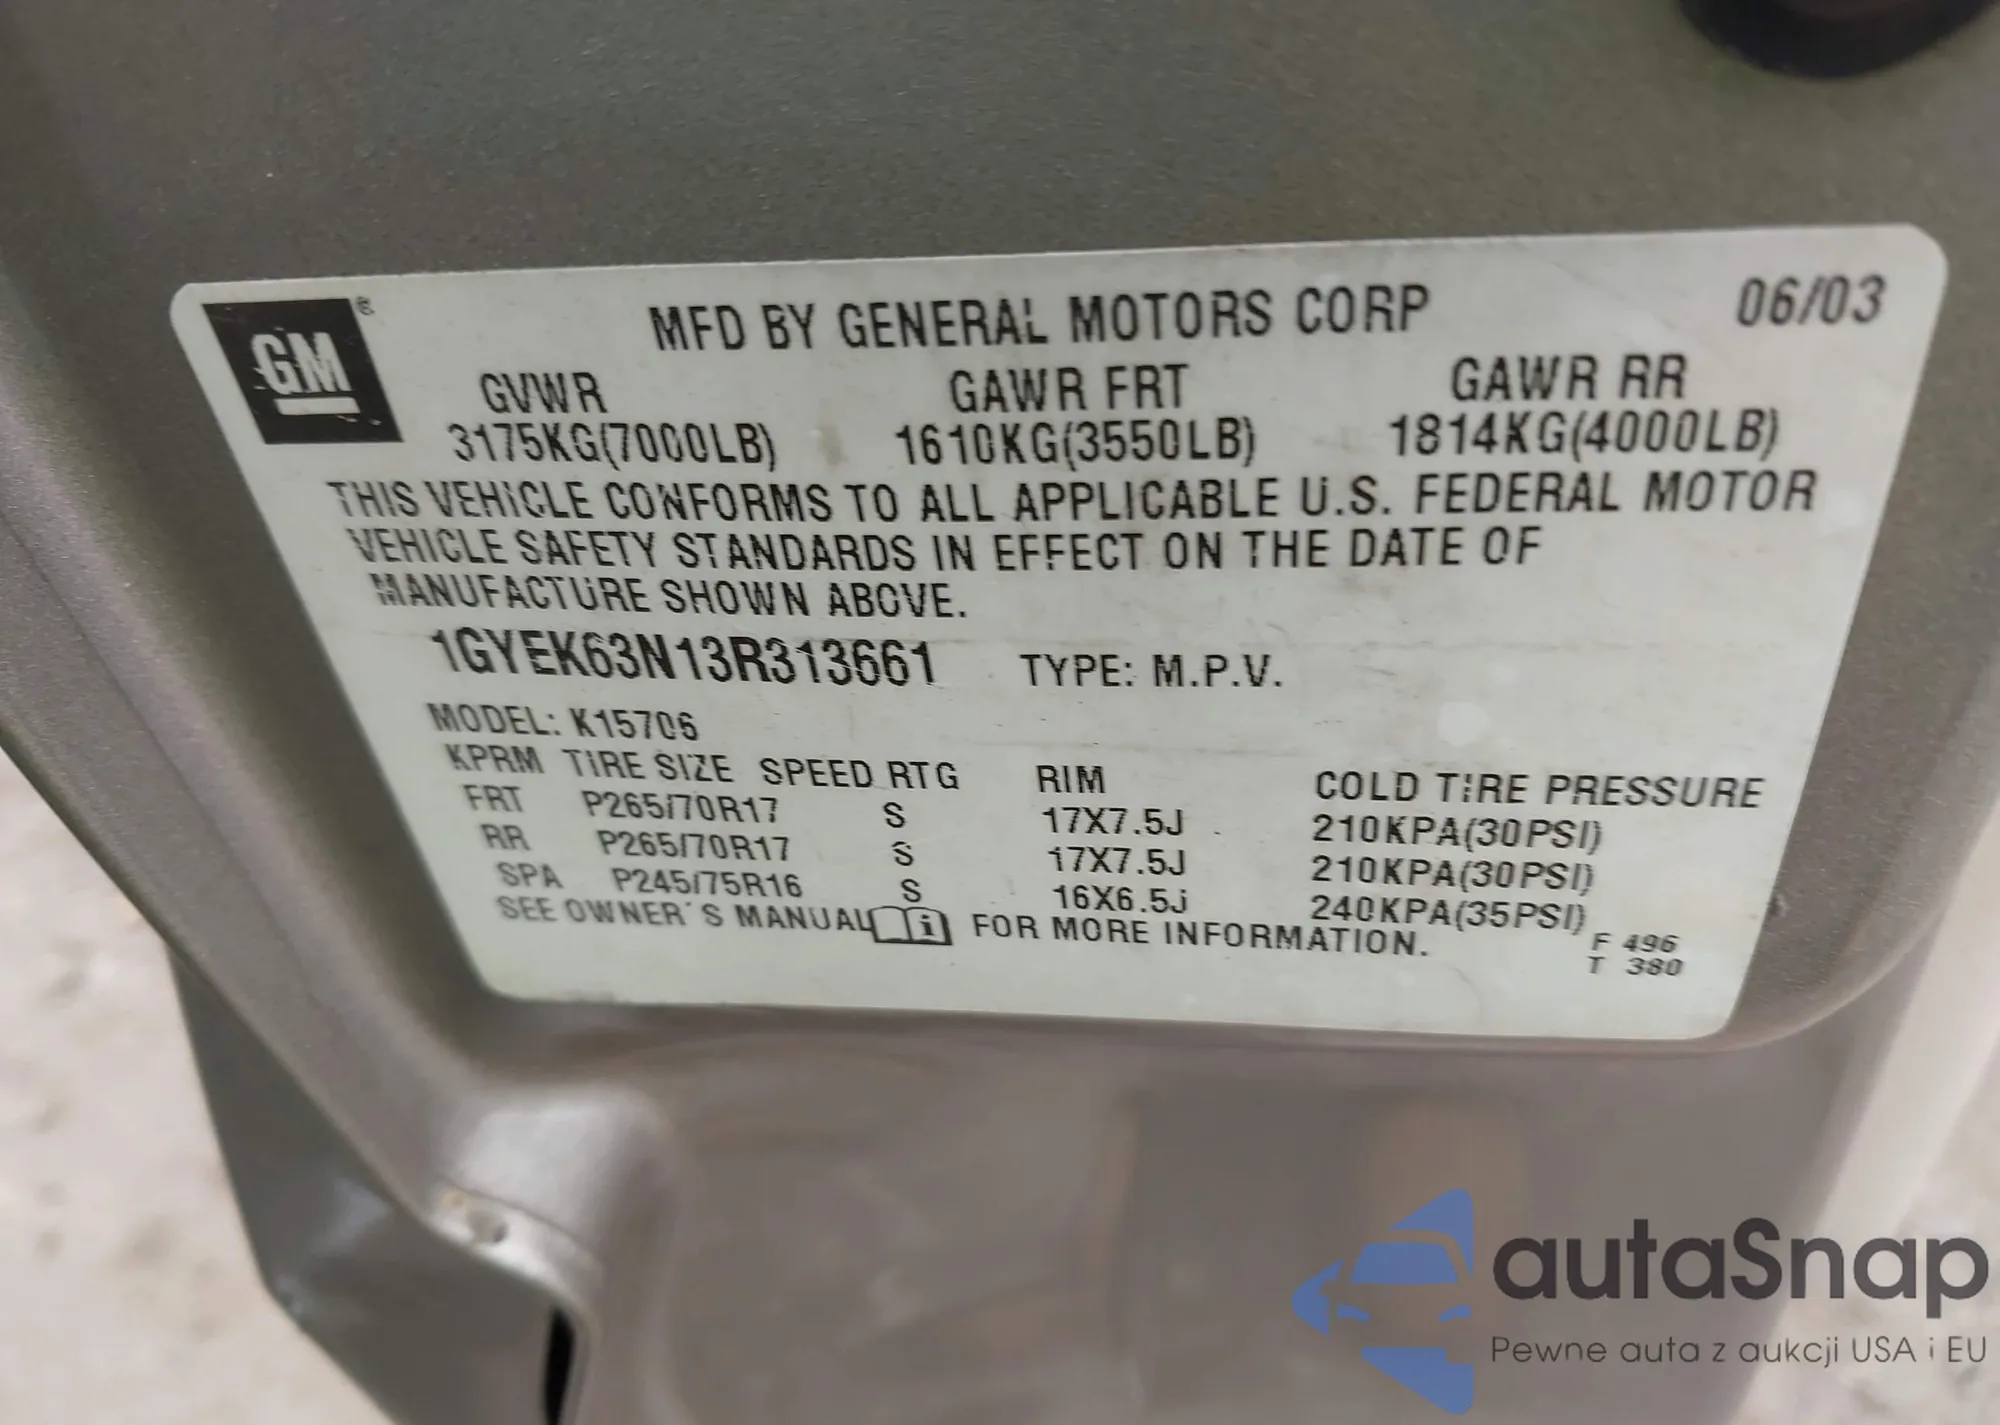 GM ®
MFD BY GENERAL MOTORS CORP 06/03
GVWR GAWR FRT GAWR RR
3175KG(7000LB) 1610KG(3550LB) 1814KG(4000LB)
THIS VEHICLE CONFORMS TO ALL APPLICABLE U.S. FEDERAL MOTOR
VEHICLE SAFETY STANDARDS IN EFFECT ON THE DATE OF
MANUFACTURE SHOWN ABOVE.
1GYEK63N13R313661 TYPE: M.P.V.
MODEL: K15706
KPRM TIRE SIZE SPEED RTG RIM COLD TIRE PRESSURE
FRT P265/70R17 S 17X7.5J 210KPA(30PSI)
RR P265/70R17 S 17X7.5J 210KPA(30PSI)
SPA P245/75R16 S 16X6.5J 240KPA(35PSI)
SEE OWNER'S MANUAL i FOR MORE INFORMATION.
F 496
T 380
autaSnap
Pewne auta z aukcji USA i EU